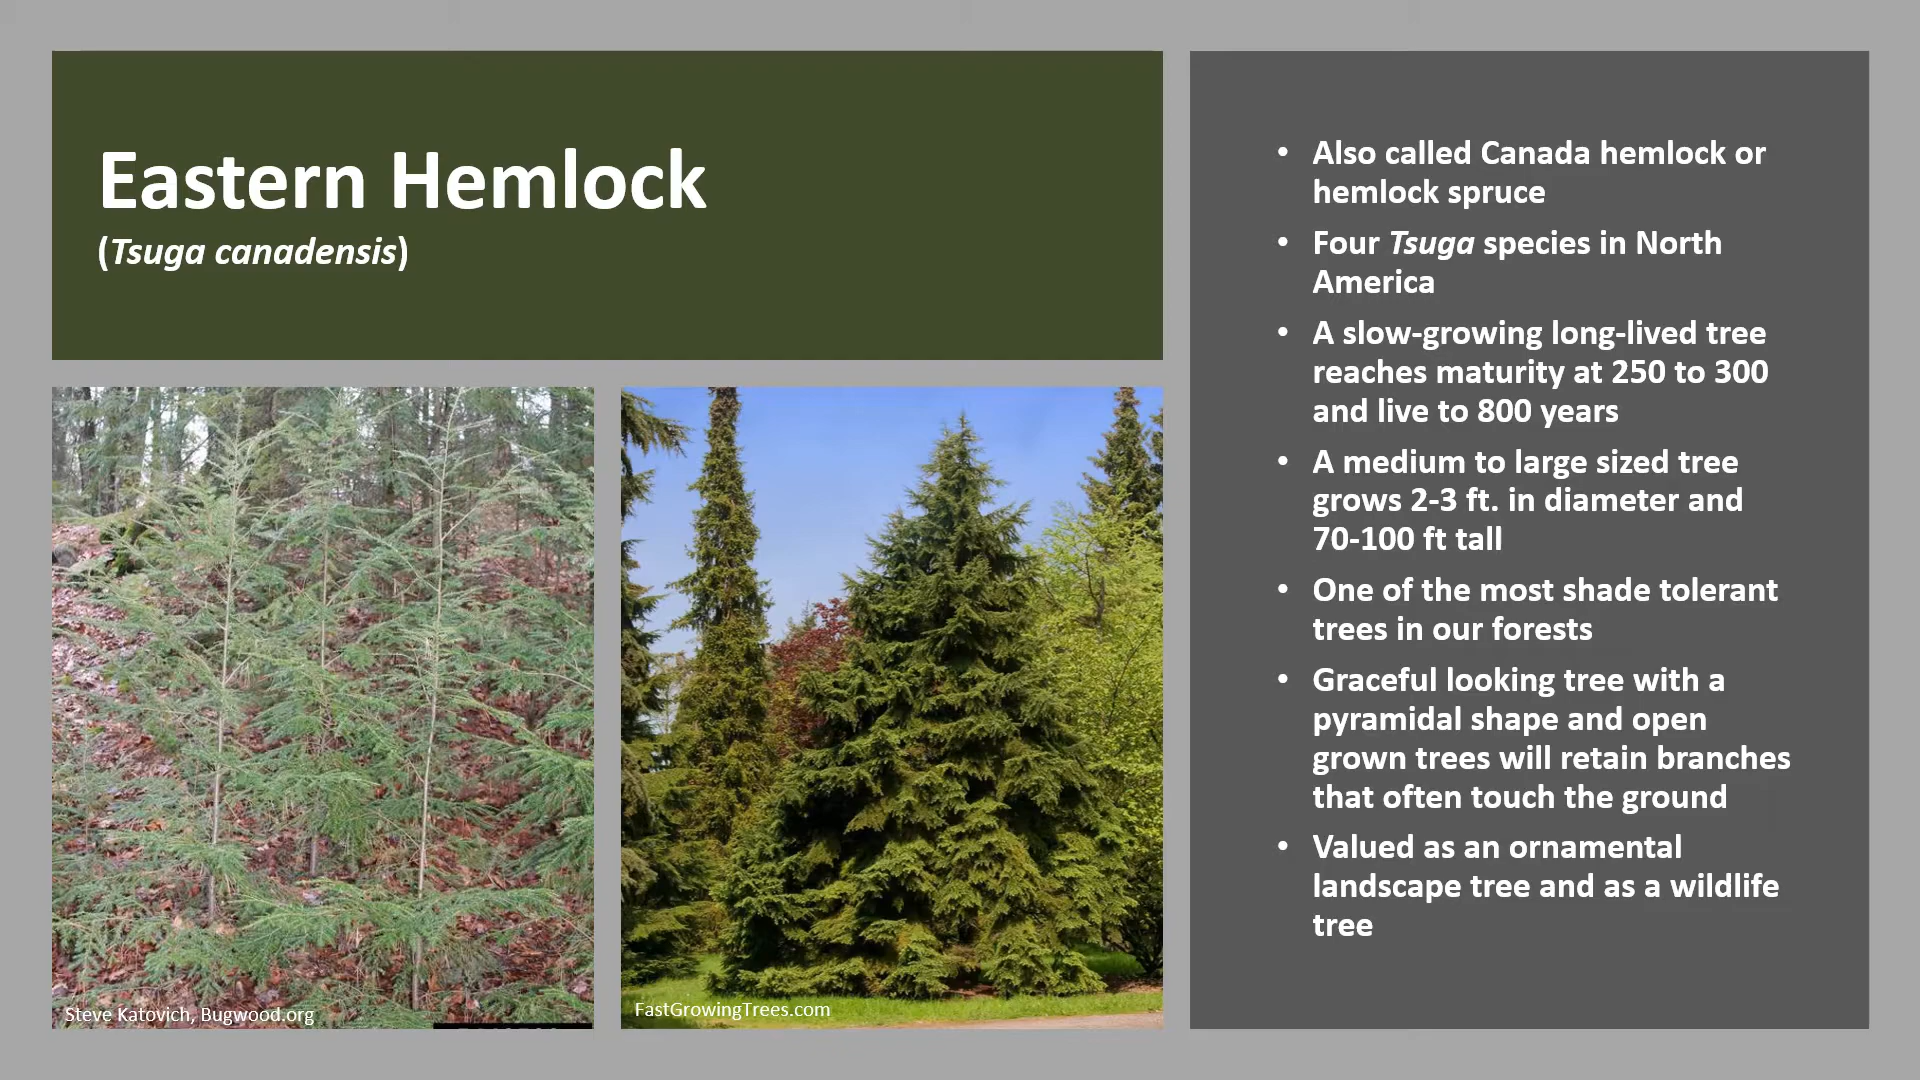 Eastern Hemlock
(Tsuga canadensis)
• Also called Canada hemlock or
hemlock spruce
• Four Tsuga species in North
America
• A slow-growing long-lived tree
reaches maturity at 250 to 300
and live to 800 years
• A medium to large sized tree
grows 2-3 ft. in diameter and
70-100 ft tall
• One of the most shade tolerant
trees in our forests
• Graceful looking tree with a
pyramidal shape and open
grown trees will retain branches
that often touch the ground
• Valued as an ornamental
landscape tree and as a wildlife
tree
Steve Katovich, Bugwood.org
FastGrowingTrees.com